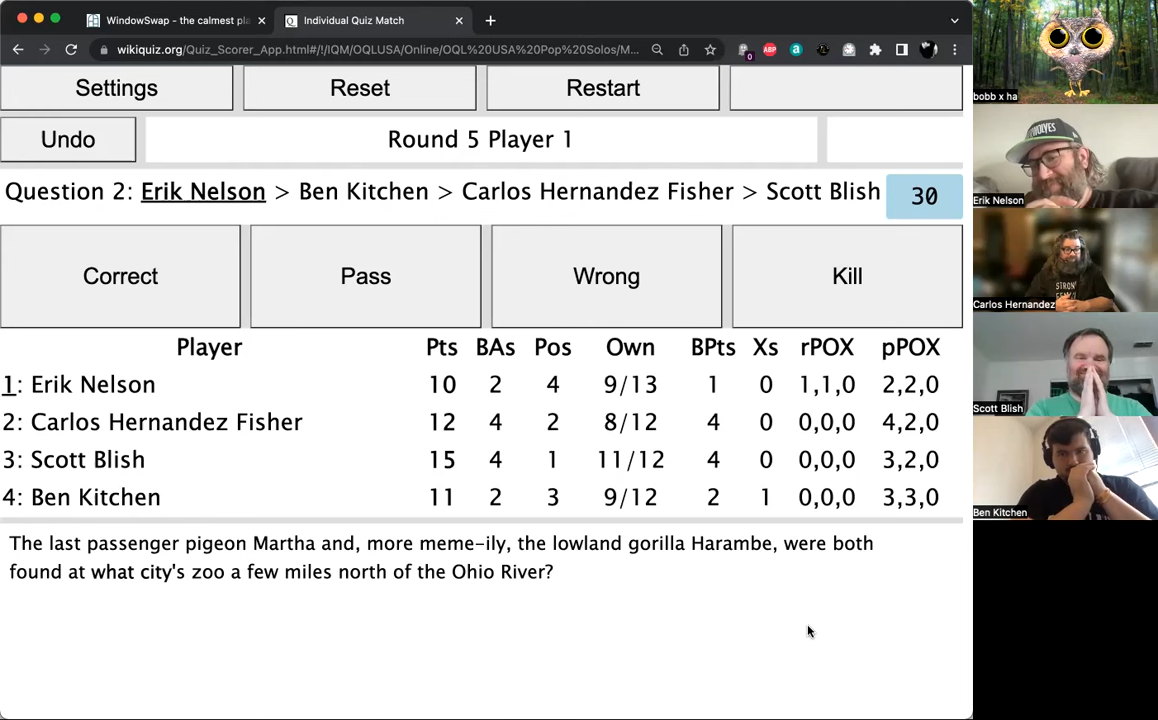 WindowSwap - the calmest pl
Individual Quiz Match
wikiquiz.org/Quiz_Scorer_App.html#/!/IQM/OQLUSA/Online/OQL%20USA%20Pop%20Solos/M...
0
ABP
a
Settings Reset Restart
Undo Round 5 Player 1
Question 2: Erik Nelson > Ben Kitchen > Carlos Hernandez Fisher > Scott Blish 30
Correct Pass Wrong Kill
Player Pts BAs Pos Own BPts Xs rPOX pPOX
1: Erik Nelson 10 2 4 9/13 1 0 1,1,0 2,2,0
2: Carlos Hernandez Fisher 12 4 2 8/12 4 0 0,0,0 4,2,0
3: Scott Blish 15 4 1 11/12 4 0 0,0,0 3,2,0
4: Ben Kitchen 11 2 3 9/12 2 1 0,0,0 3,3,0
The last passenger pigeon Martha and, more meme-ily, the lowland gorilla Harambe, were both
found at what city's zoo a few miles north of the Ohio River?
bobb x ha
WOLVES
Erik Nelson
STRON
Carlos Hernandez
Scott Blish
Ben Kitchen